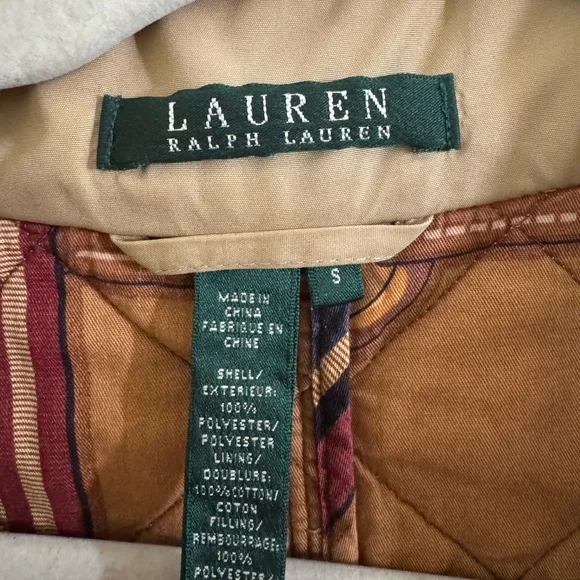 LAUREN
RALPH LAUREN
S
MADE IN
CHINA
FABRIQUE EN
CHINE
SHELL/
EXTERIEUR:
100%
POLYESTER/
POLYESTER
LINING/
DOUBLURE:
100%COTTON/
COTON
FILLING/
REMBOURRAGE:
100%
POLYESTER/